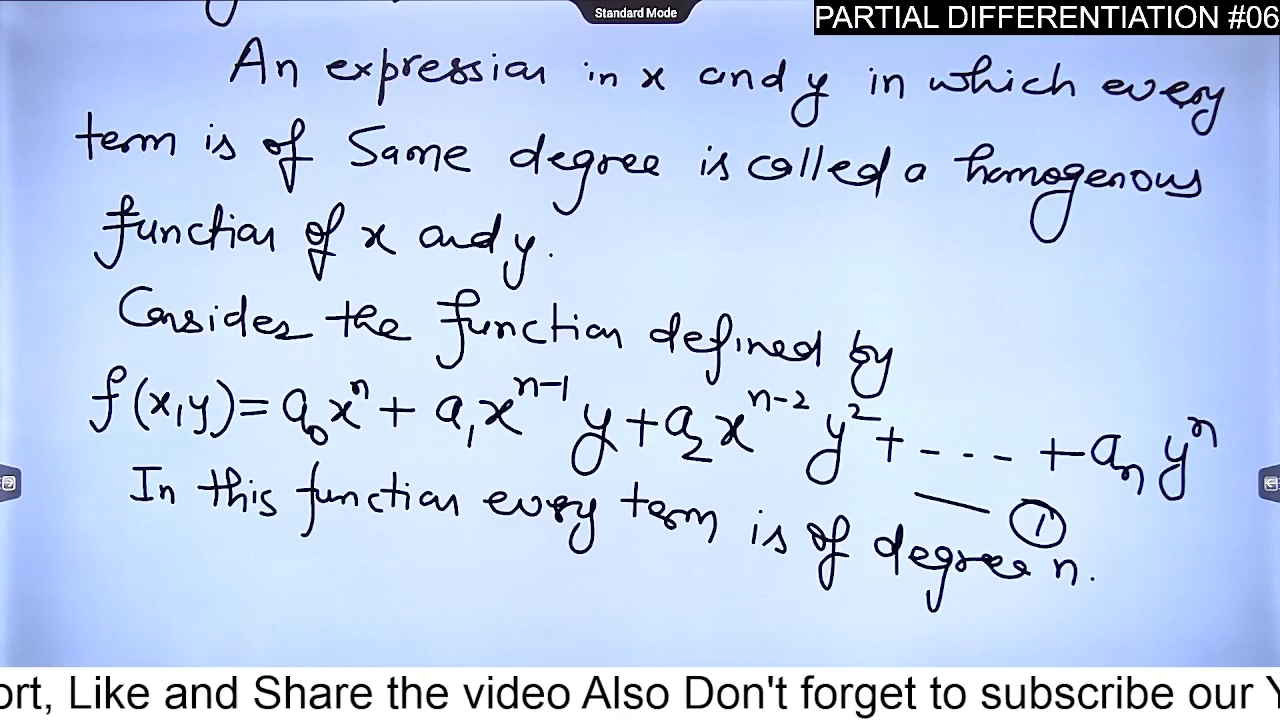 Standard Mode
PARTIAL DIFFERENTIATION #06
An expression in x and y in which every
term is of Same degree is called a homogenous
function of x and y.
Consider the function defined by
f(x,y) = a₀xⁿ + a₁xⁿ⁻¹y + a₂xⁿ⁻²y² + - - - - + aₙyⁿ
— ①
In this function every term is of degree n.
ort, Like and Share the video Also Don't forget to subscribe our Y